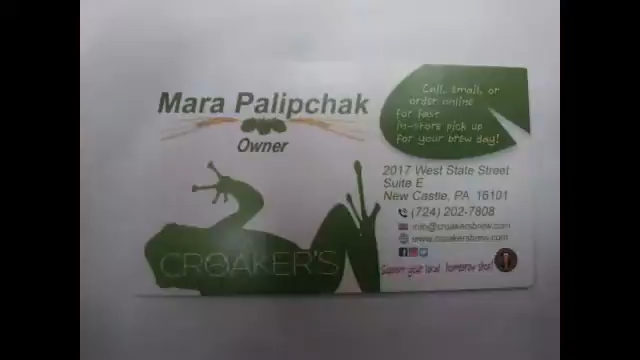 Mara Palipchak
Owner
CROAKER'S
Call, Email, or
order online
for fast
in-store pick up
for your brew day!
2017 West State Street
Suite E
New Castle, PA 16101
(724) 202-7808
info@croakersbrew.com
www.croakersbrew.com
Support your local homebrew shop!